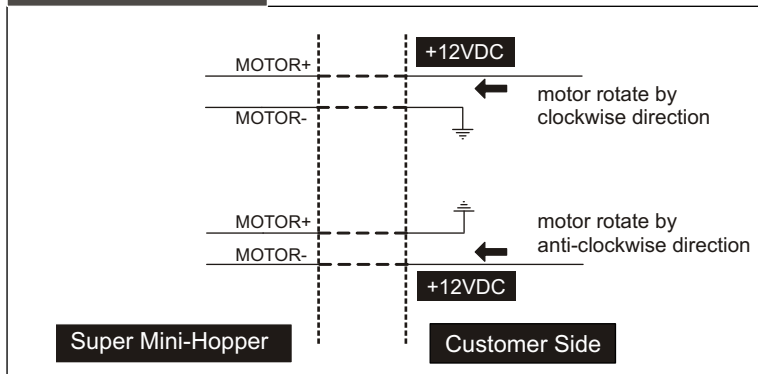 +12VDC
MOTOR+
motor rotate by
clockwise direction
MOTOR-
MOTOR+
motor rotate by
anti-clockwise direction
MOTOR-
+12VDC
Super Mini-Hopper
Customer Side